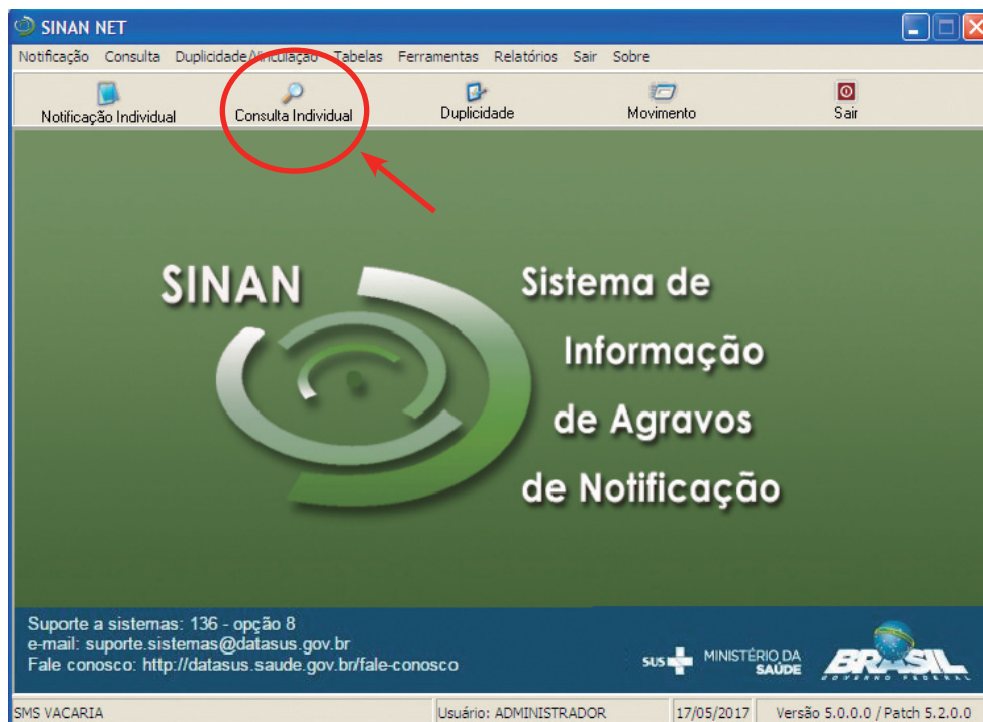 SINAN NET
Notificação Consulta Duplicidade/Vinculação Tabelas Ferramentas Relatórios Sair Sobre
Notificação Individual Consulta Individual Duplicidade Movimento Sair
SINAN
Sistema de
Informação
de Agravos
de Notificação
Suporte a sistemas: 136 - opção 8
e-mail: suporte.sistemas@datasus.gov.br
Fale conosco: http://datasus.saude.gov.br/fale-conosco
SUS MINISTÉRIO DA
SAÚDE
BRASIL
GOVERNO FEDERAL
SMS VACARIA Usuário: ADMINISTRADOR 17/05/2017 Versão 5.0.0.0 / Patch 5.2.0.0